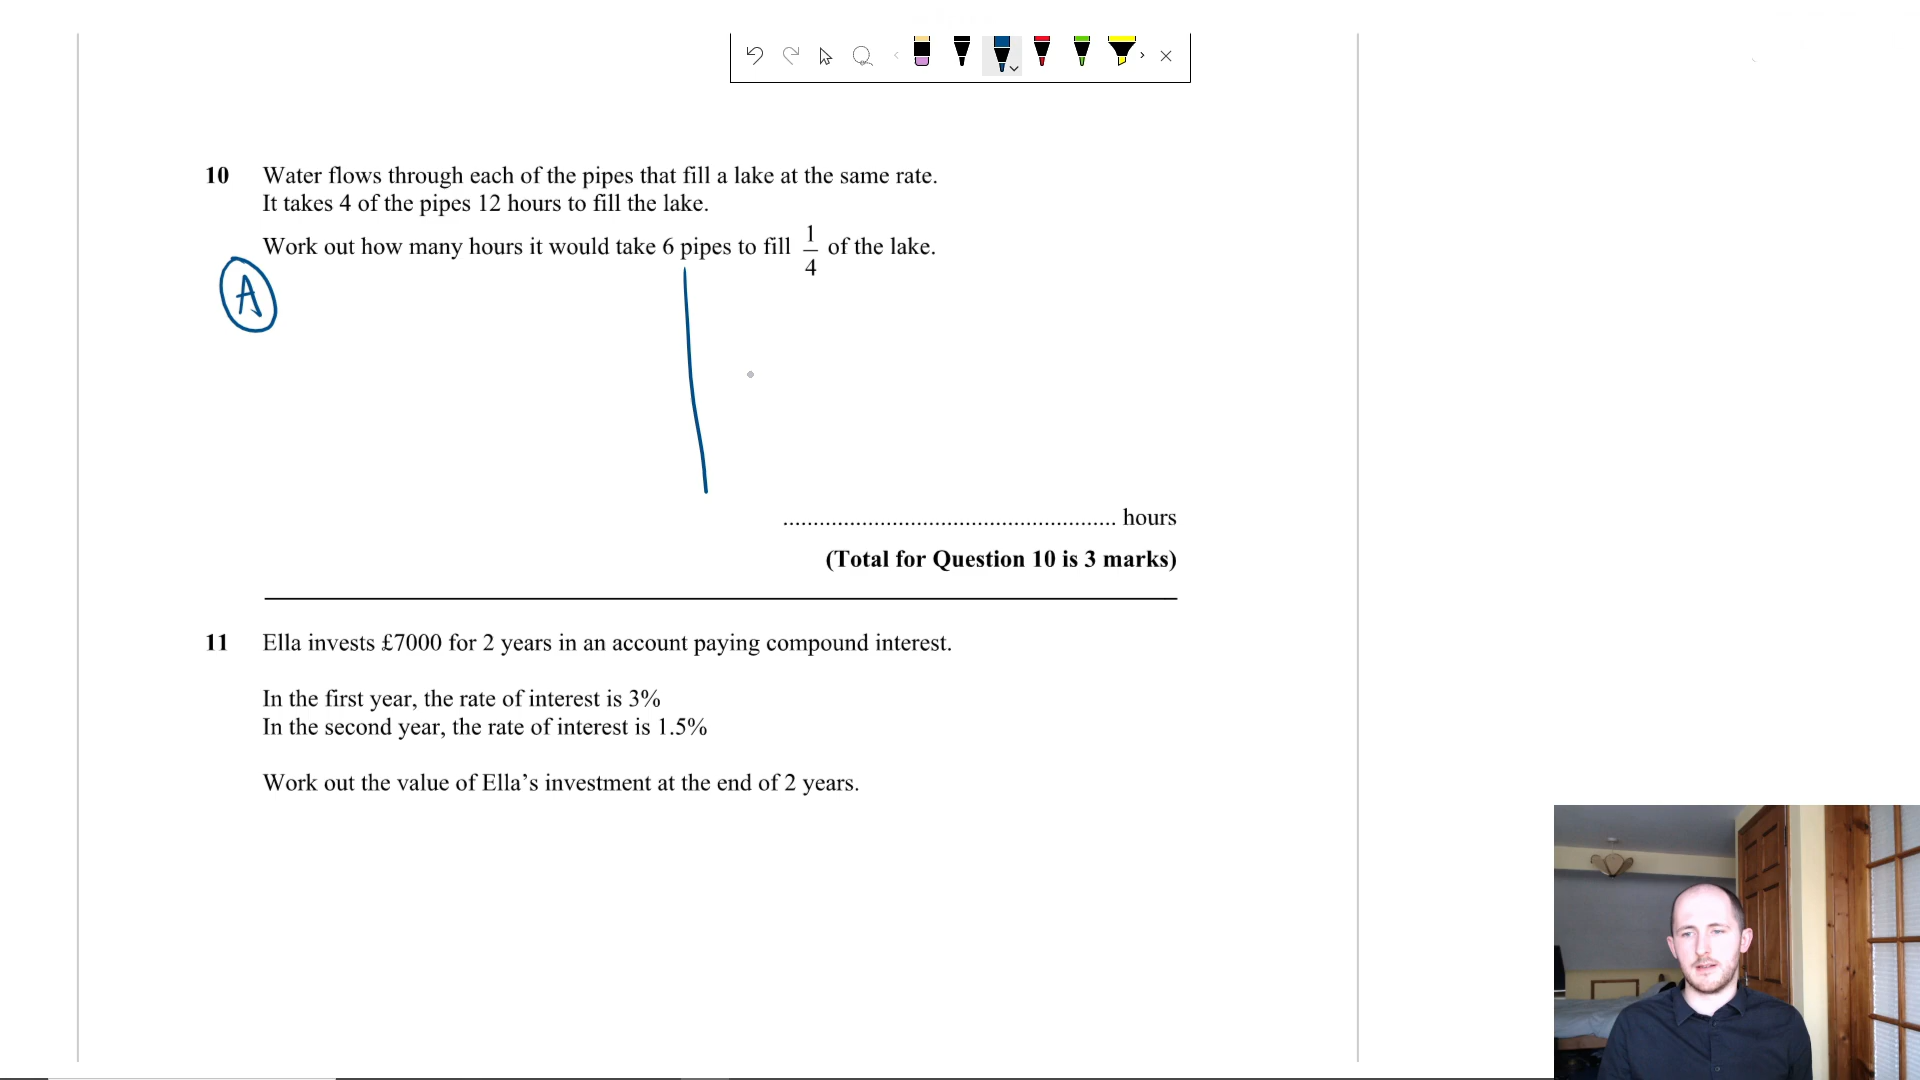 10 Water flows through each of the pipes that fill a lake at the same rate.
It takes 4 of the pipes 12 hours to fill the lake.
Work out how many hours it would take 6 pipes to fill 1/4 of the lake.
A
.......................................................... hours
(Total for Question 10 is 3 marks)
11 Ella invests £7000 for 2 years in an account paying compound interest.
In the first year, the rate of interest is 3%
In the second year, the rate of interest is 1.5%
Work out the value of Ella’s investment at the end of 2 years.